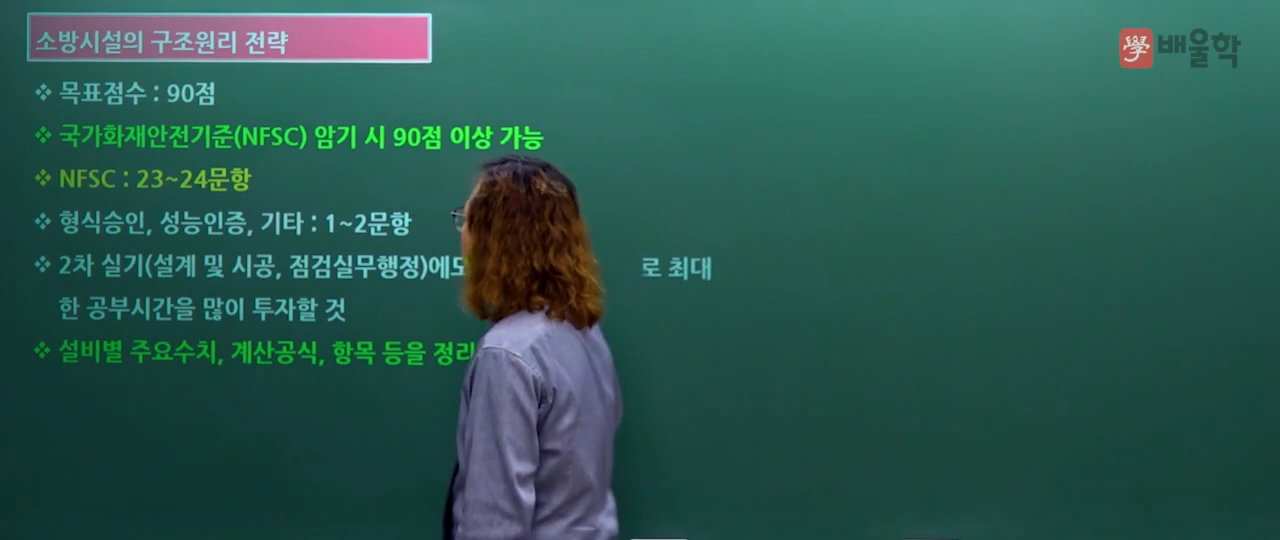 소방시설의 구조원리 전략
學 배울학
❖ 목표점수 : 90점
❖ 국가화재안전기준(NFSC) 암기 시 90점 이상 가능
❖ NFSC : 23~24문항
❖ 형식승인, 성능인증, 기타 : 1~2문항
❖ 2차 실기(설계 및 시공, 점검실무행정)에도 로 최대
한 공부시간을 많이 투자할 것
❖ 설비별 주요수치, 계산공식, 항목 등을 정리